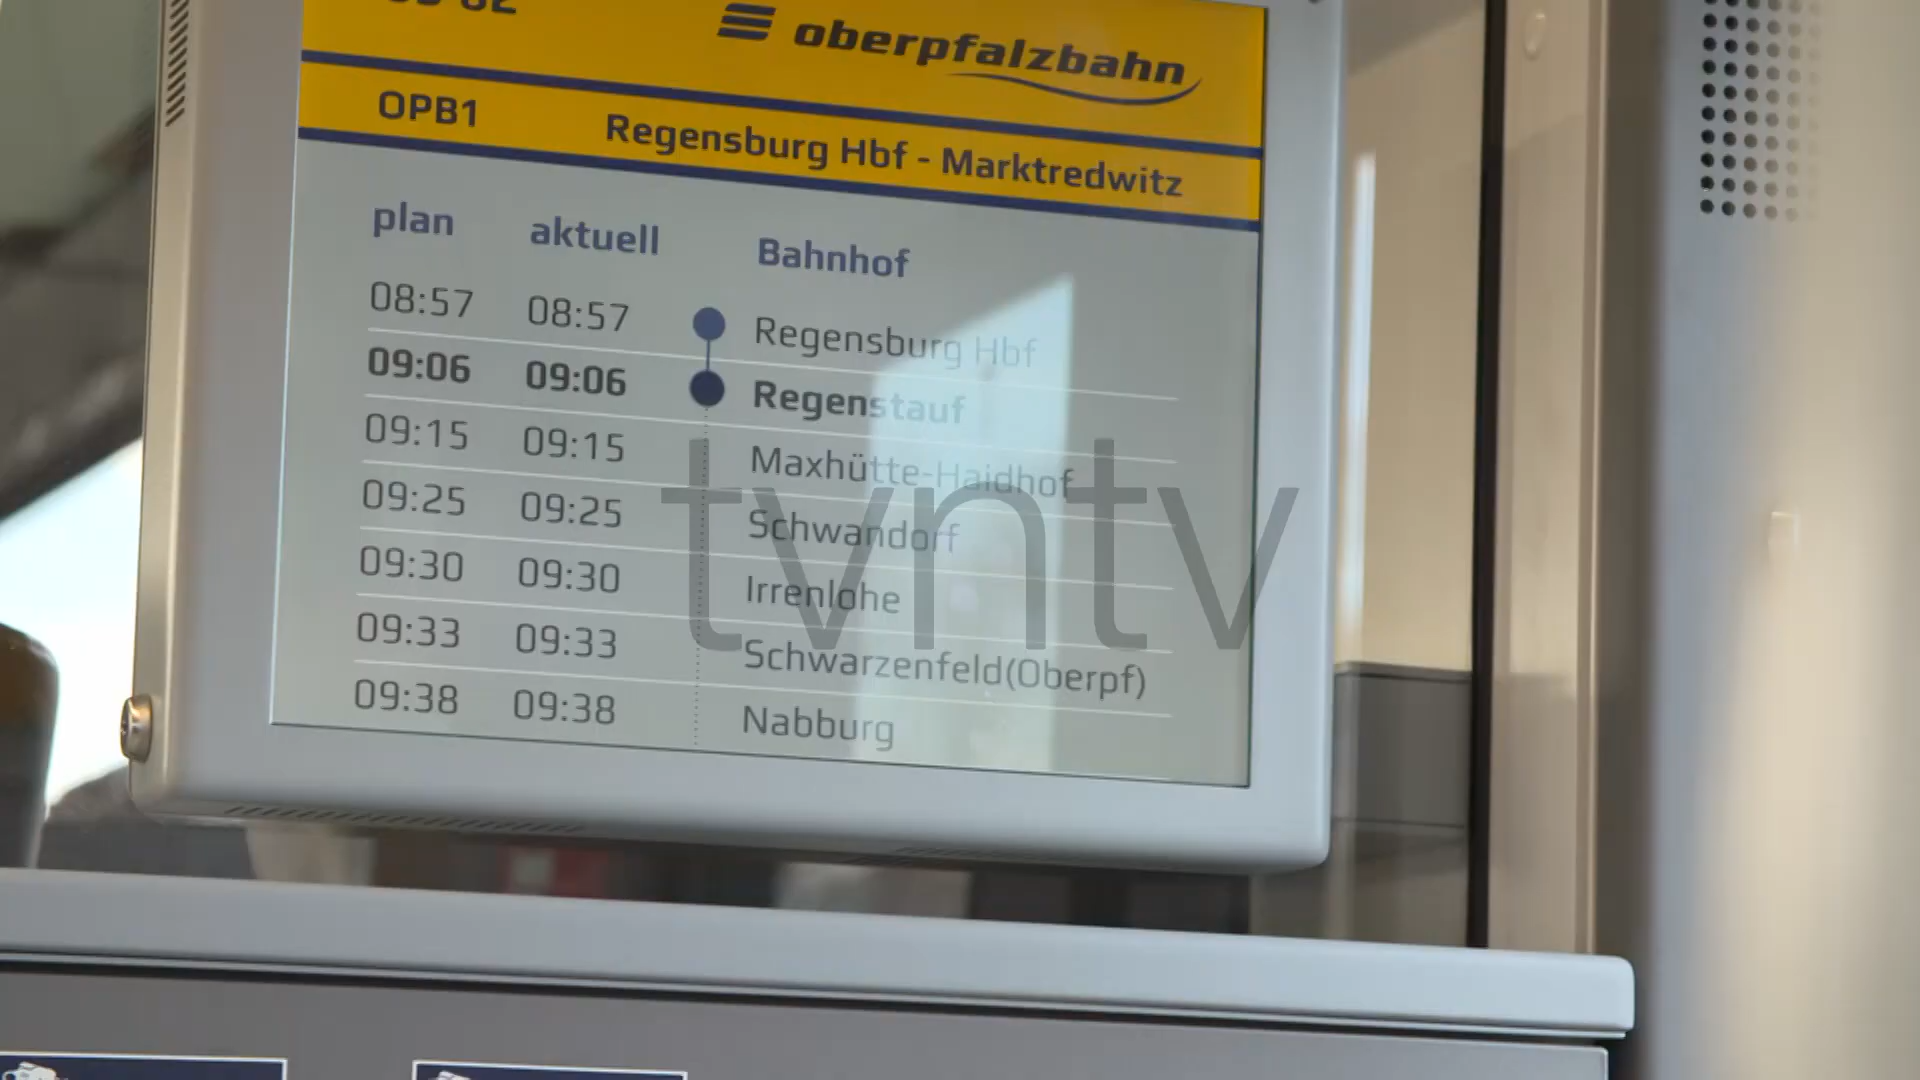 oberpfalzbahn
OPB1 Regensburg Hbf - Marktredwitz
plan aktuell Bahnhof
08:57 08:57 Regensburg Hbf
09:06 09:06 Regenstauf
09:15 09:15 Maxhütte-Haidhof
09:25 09:25 Schwandorf
09:30 09:30 Irrenlohe
09:33 09:33 Schwarzenfeld(Oberpf)
09:38 09:38 Nabburg
tvntv